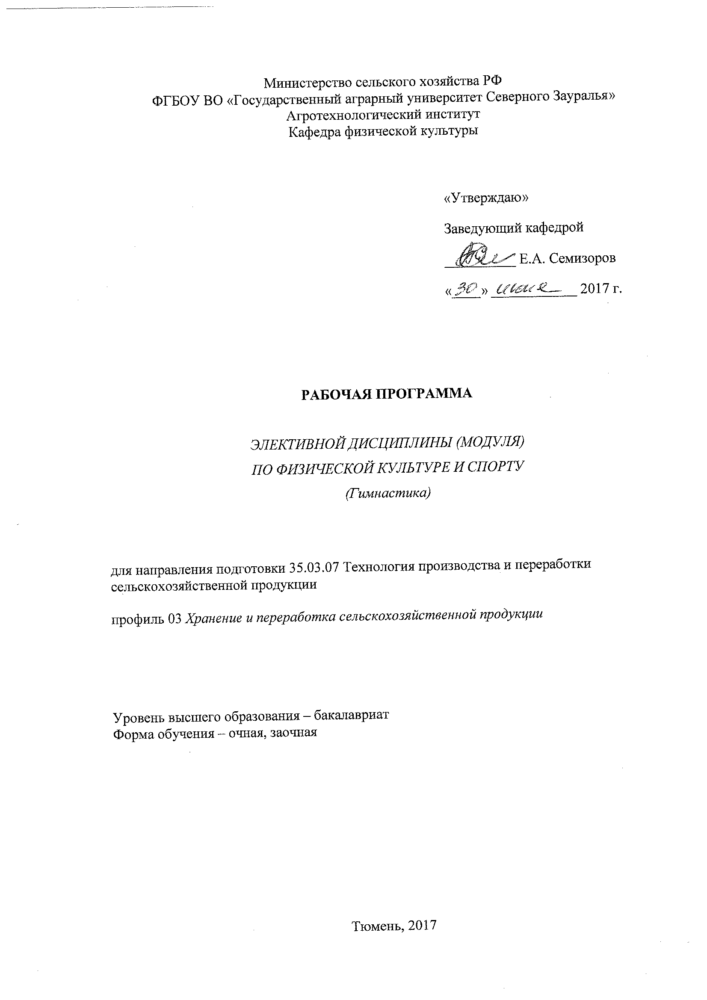 Министерство сельского хозяйства РФ
ФГБОУ ВО «Государственный аграрный университет Северного Зауралья»
Агротехнологический институт
Кафедра физической культуры
«Утверждаю»
Заведующий кафедрой
Е.А. Семизоров
«30» 2017 г.
РАБОЧАЯ ПРОГРАММА
ЭЛЕКТИВНОЙ ДИСЦИПЛИНЫ (МОДУЛЯ)
ПО ФИЗИЧЕСКОЙ КУЛЬТУРЕ И СПОРТУ
(Гимнастика)
для направления подготовки 35.03.07 Технология производства и переработки
сельскохозяйственной продукции
профиль 03 Хранение и переработка сельскохозяйственной продукции
Уровень высшего образования – бакалавриат
Форма обучения – очная, заочная
Тюмень, 2017